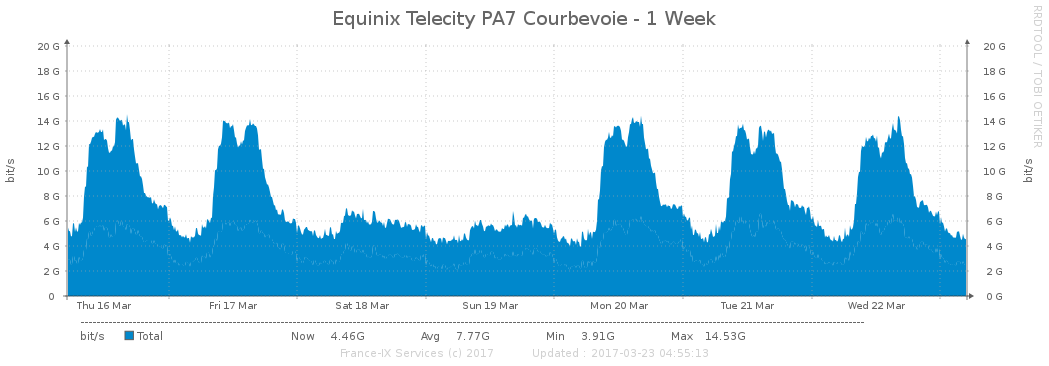 Equinix Telecity PA7 Courbevoie - 1 Week
RRDTOOL / TOBI OETIKER
bit/s
20 G 20 G
18 G 18 G
16 G 16 G
14 G 14 G
12 G 12 G
10 G 10 G
8 G 8 G
6 G 6 G
4 G 4 G
2 G 2 G
0 0 G
bit/s
Thu 16 Mar Fri 17 Mar Sat 18 Mar Sun 19 Mar Mon 20 Mar Tue 21 Mar Wed 22 Mar
bit/s Total Now 4.46G Avg 7.77G Min 3.91G Max 14.53G
France-IX Services (c) 2017 Updated : 2017-03-23 04:55:13